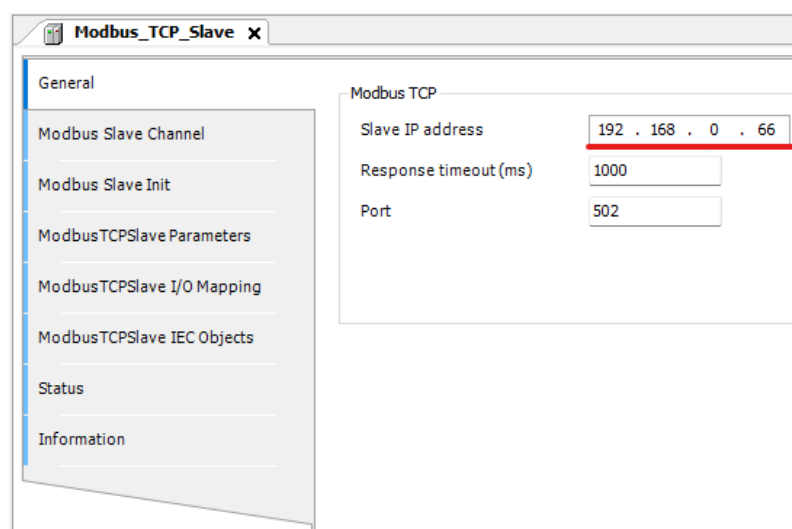 Modbus_TCP_Slave X
General
Modbus Slave Channel
Modbus Slave Init
ModbusTCPSlave Parameters
ModbusTCPSlave I/O Mapping
ModbusTCPSlave IEC Objects
Status
Information
Modbus TCP
Slave IP address 192 . 168 . 0 . 66
Response timeout (ms) 1000
Port 502